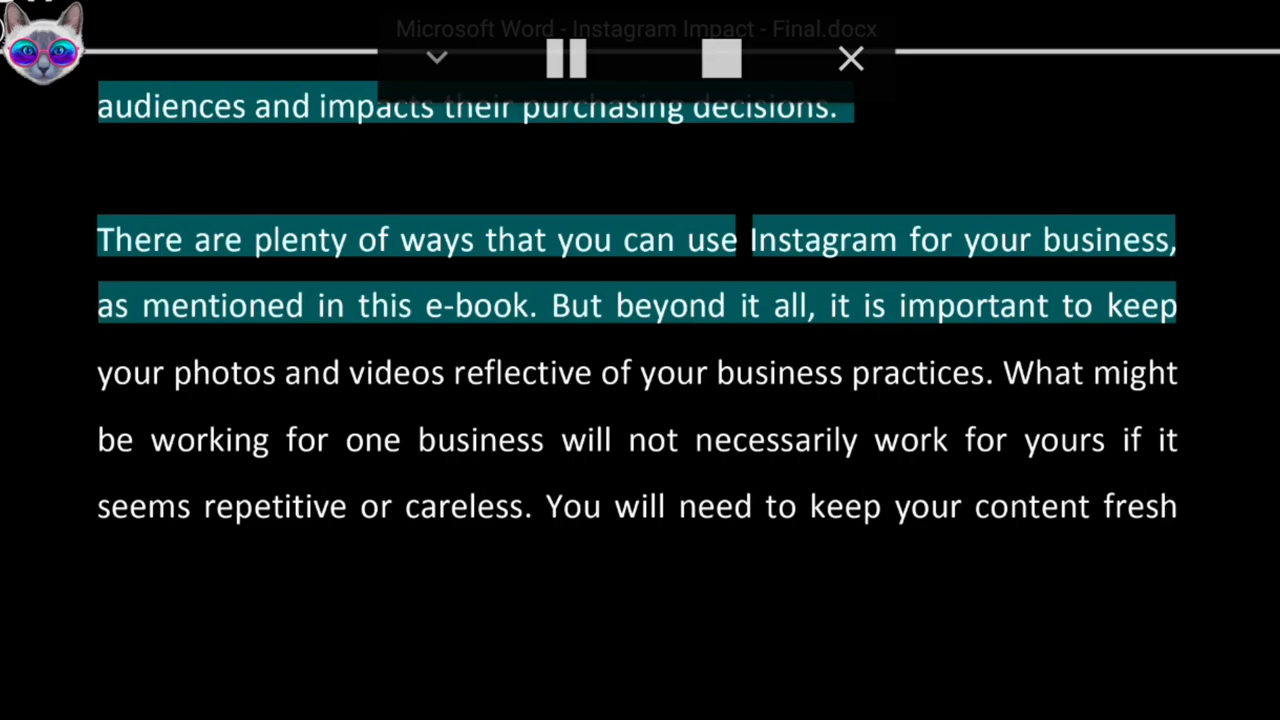 Microsoft Word - Instagram Impact - Final.docx
audiences and impacts their purchasing decisions.
There are plenty of ways that you can use Instagram for your business,
as mentioned in this e-book. But beyond it all, it is important to keep
your photos and videos reflective of your business practices. What might
be working for one business will not necessarily work for yours if it
seems repetitive or careless. You will need to keep your content fresh